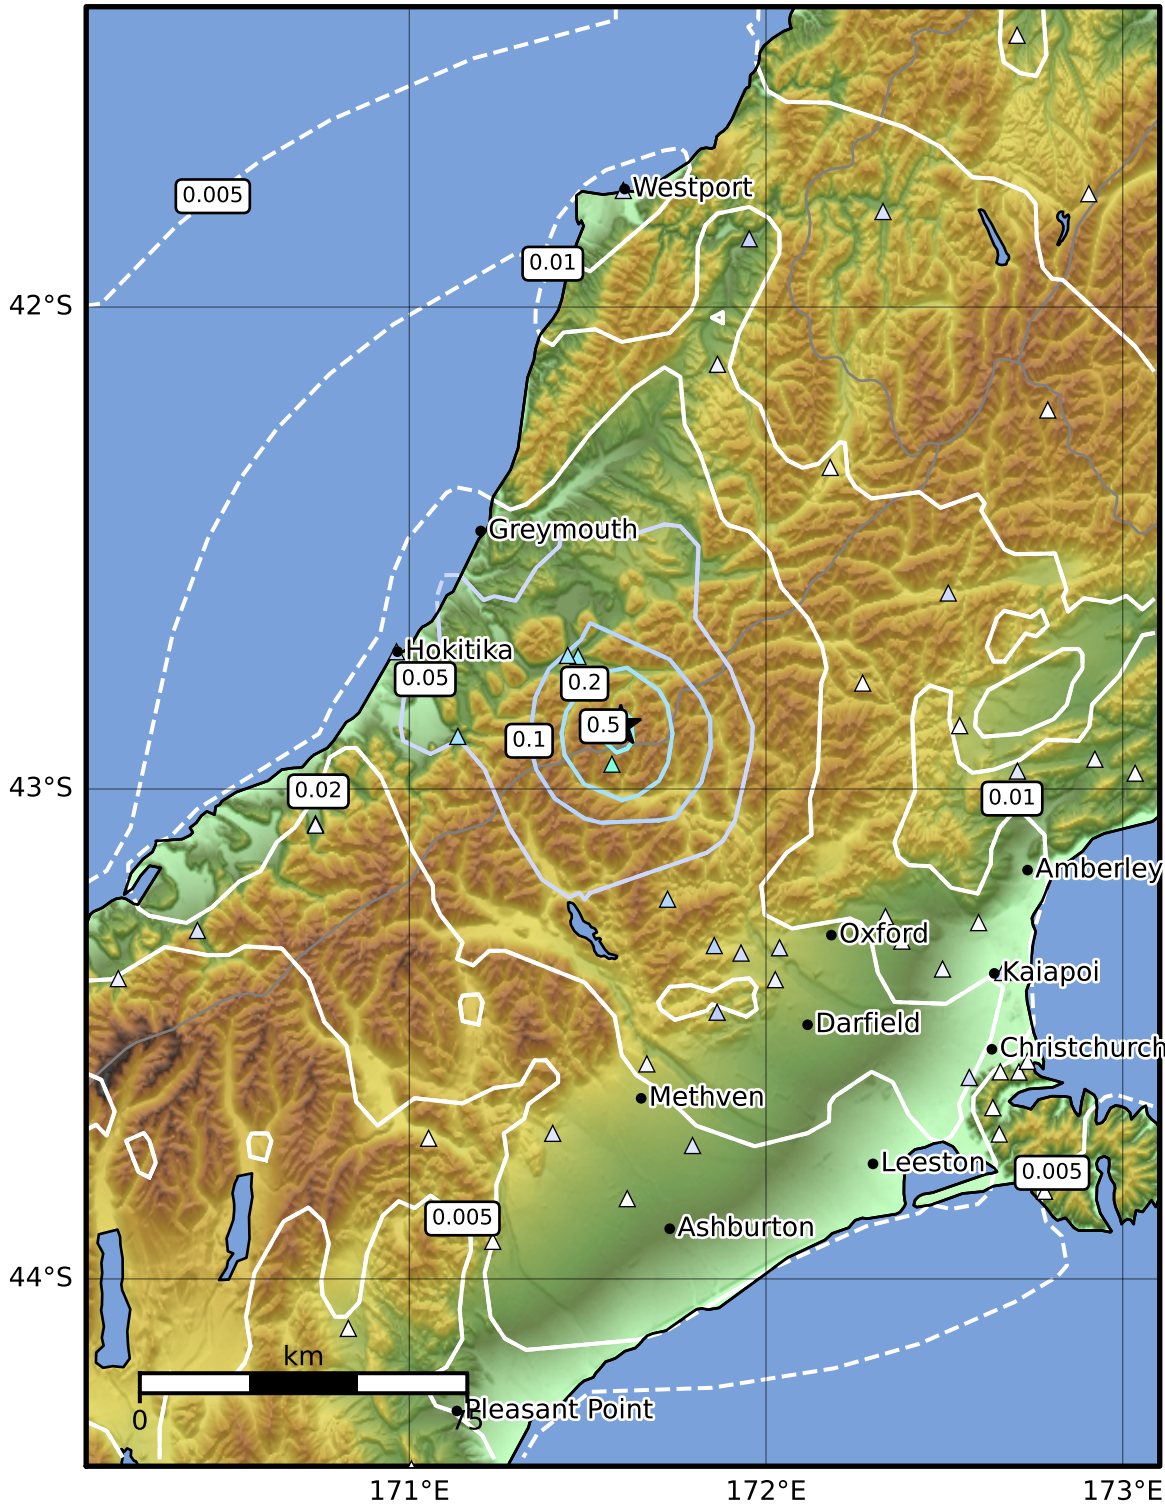 0.005
Westport
0.01
42°S
Greymouth
Hokitika
0.05
0.2
0.5
0.1
43°S
0.02
0.01
Amberley
Oxford
Kaiapoi
Darfield
Christchurch
Methven
Leeston
0.005
0.005
Ashburton
44°S
km
0
75
Pleasant Point
171°E
172°E
173°E